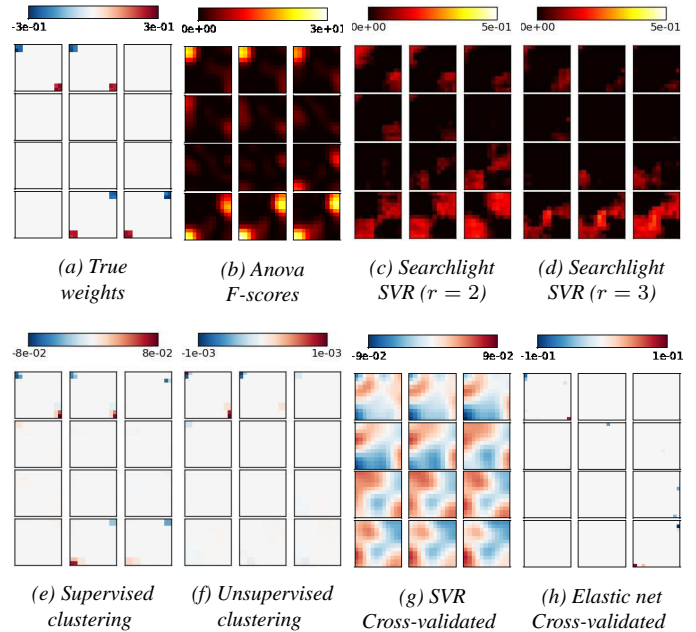 -3e-01 3e-01
0e+00 3e+01
0e+00 5e-01
0e+00 5e-01
(a) True
weights
(b) Anova
F-scores
(c) Searchlight
SVR (r = 2)
(d) Searchlight
SVR (r = 3)
-8e-02 8e-02
-1e-03 1e-03
-9e-02 9e-02
-1e-01 1e-01
(e) Supervised
clustering
(f) Unsupervised
clustering
(g) SVR
Cross-validated
(h) Elastic net
Cross-validated